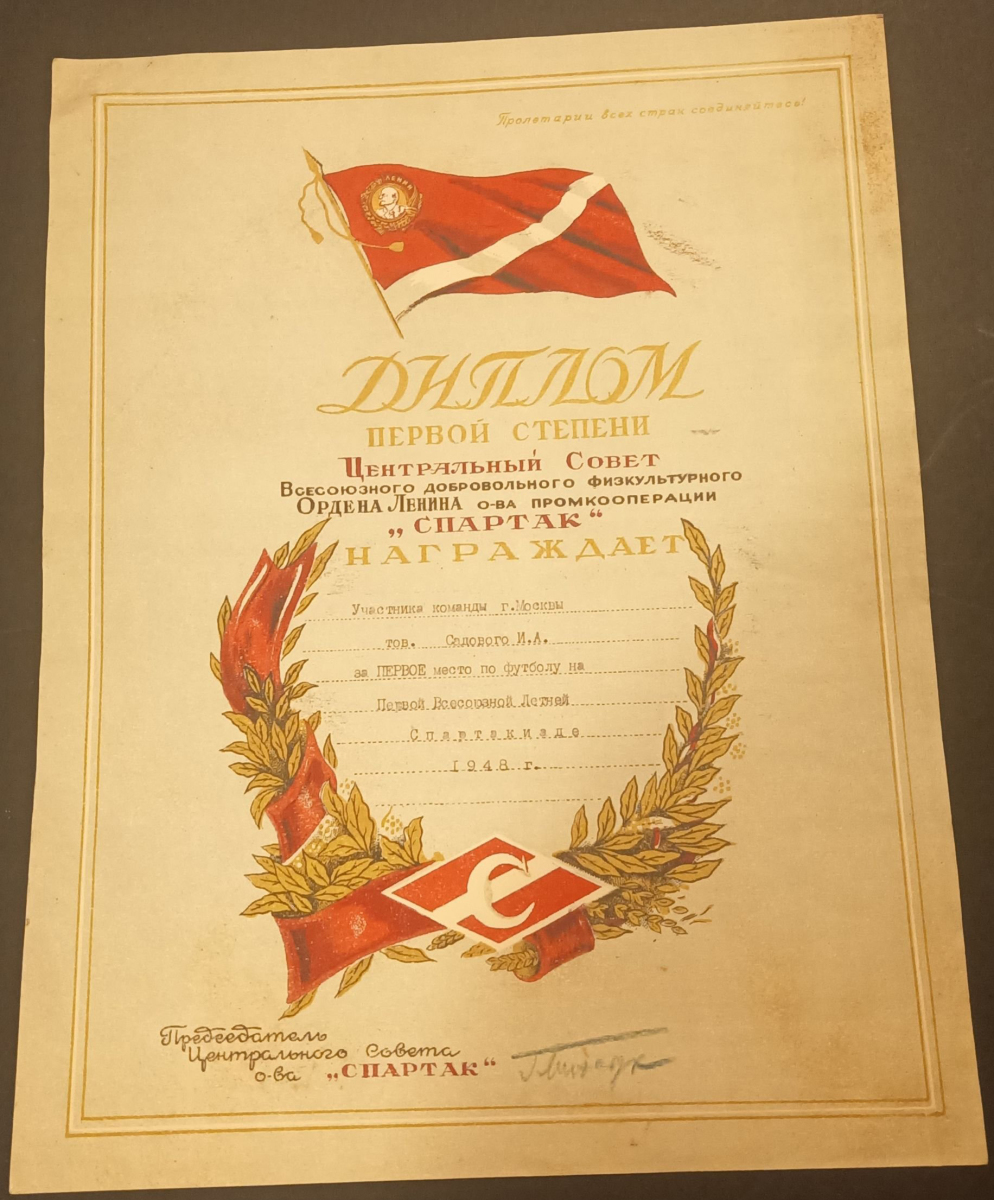 Пролетарии всех стран соединяйтесь!
ЛЕНИН
ДИПЛОМ
ПЕРВОЙ СТЕПЕНИ
ЦЕНТРАЛЬНЫЙ СОВЕТ
ВСЕСОЮЗНОГО ДОБРОВОЛЬНОГО ФИЗКУЛЬТУРНОГО
ОРДЕНА ЛЕНИНА О-ВА ПРОМКООПЕРАЦИИ
„СПАРТАК“
НАГРАЖДАЕТ
Участника команды г.Москвы
тов. Садового И.А.
за ПЕРВОЕ место по футболу на
Первой Всесоюзной Летней
Спартакиаде
1948 г.
С
Председатель
Центрального Совета
о-ва „СПАРТАК“